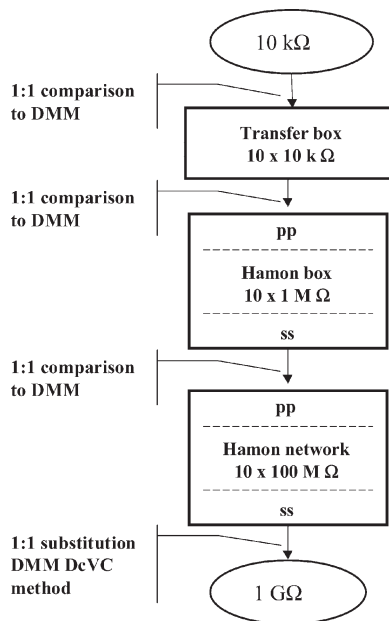 10 kΩ
1:1 comparison
to DMM
Transfer box
10 x 10 k Ω
1:1 comparison
to DMM
pp
Hamon box
10 x 1 M Ω
ss
1:1 comparison
to DMM
pp
Hamon network
10 x 100 M Ω
ss
1:1 substitution
DMM DcVC
method
1 GΩ